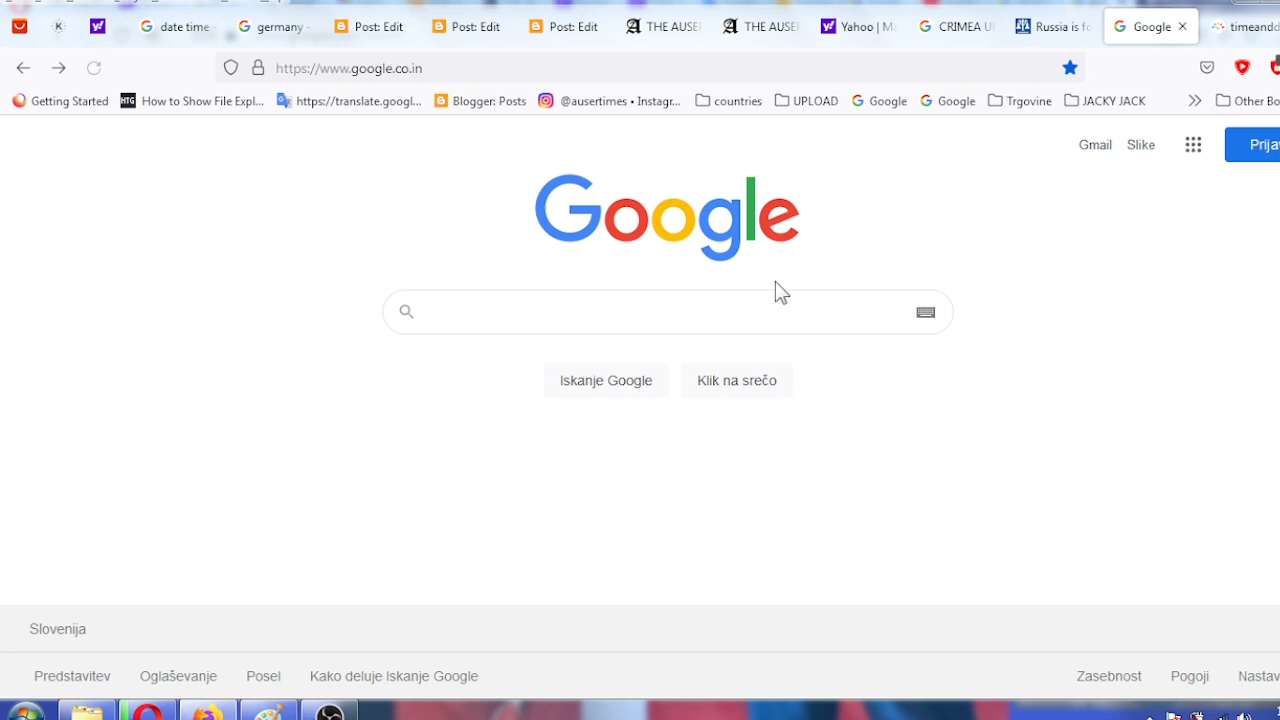 date time germany - Post: Edit Post: Edit Post: Edit THE AUSE THE AUSE Yahoo | M CRIMEA U Russia is fo Google timeandd
https://www.google.co.in
Getting Started HTG How to Show File Expl... https://translate.googl... Blogger: Posts @ausertimes • Instagr... countries UPLOAD Google Google Trgovine JACKY JACK Other Bo
Gmail Slike Prija
Google
Iskanje Google Klik na srečo
Slovenija
Predstavitev Oglaševanje Posel Kako deluje Iskanje Google Zasebnost Pogoji Nastav